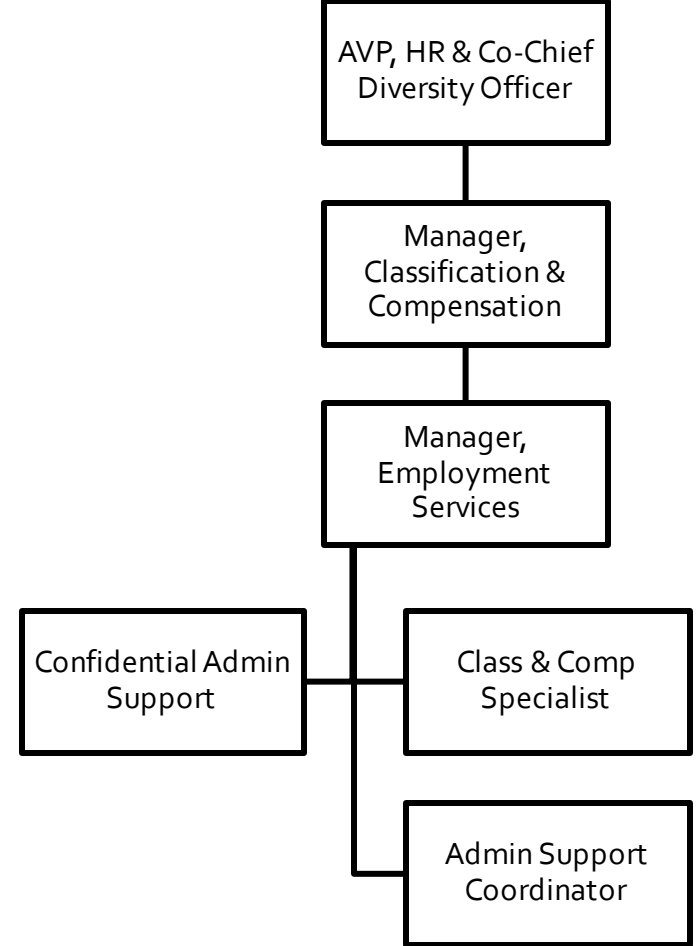 AVP, HR & Co-Chief
Diversity Officer
Manager,
Classification &
Compensation
Manager,
Employment
Services
Confidential Admin
Support
Class & Comp
Specialist
Admin Support
Coordinator